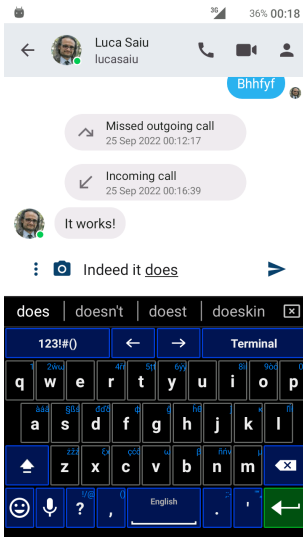 3G 36% 00:18
Luca Saiu
lucasaiu
Bhhfyf
Missed outgoing call
25 Sep 2022 00:12:17
Incoming call
25 Sep 2022 00:16:39
It works!
Indeed it does
does doesn't doest doeskin
123!#() ← → Terminal
q w e r t y u i o p
a s d f g h j k l
z x c v b n m
? , English . '